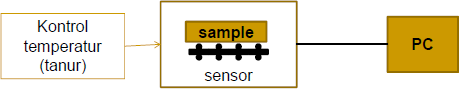 Kontrol
temperatur
(tanur)
sample
sensor
PC